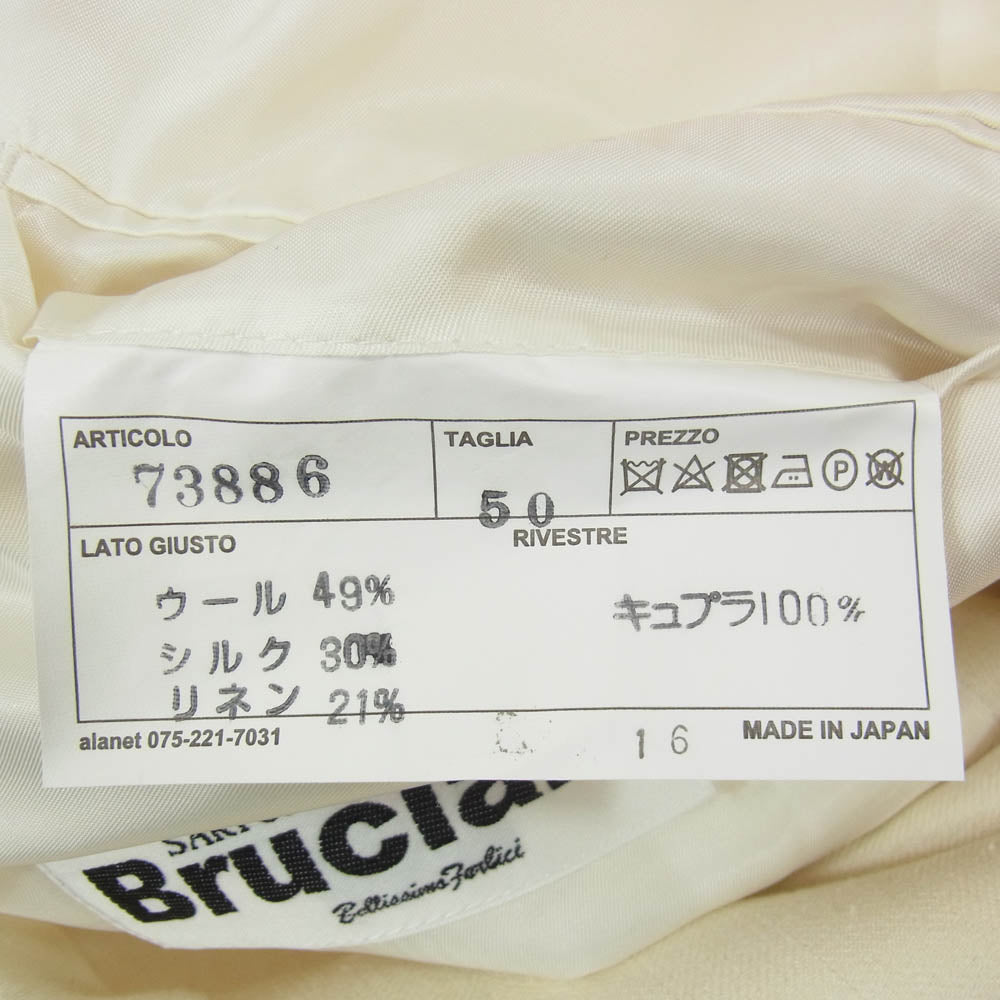 ARTICOLO TAGLIA PREZZO
73886 50
LATO GIUSTO RIVESTRE
ウール 49% キュプラ100%
シルク 30%
リネン 21%
alanet 075-221-7031 16 MADE IN JAPAN
Bellissimo